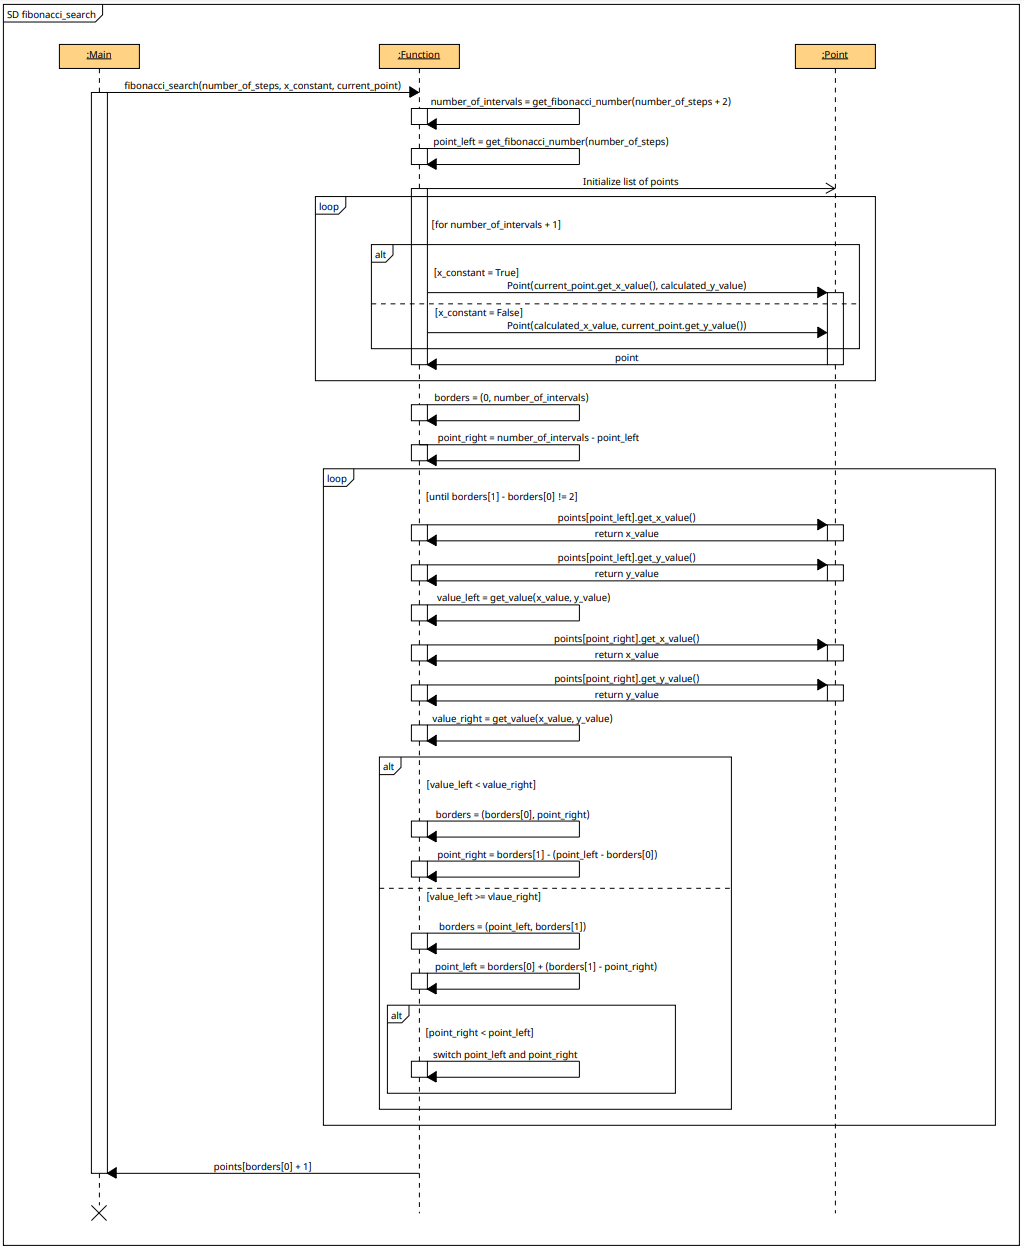 SD fibonacci_search
:Main
:Function
:Point
fibonacci_search(number_of_steps, x_constant, current_point)
number_of_intervals = get_fibonacci_number(number_of_steps + 2)
point_left = get_fibonacci_number(number_of_steps)
Initialize list of points
loop
[for number_of_intervals + 1]
alt
[x_constant = True]
Point(current_point.get_x_value(), calculated_y_value)
[x_constant = False]
Point(calculated_x_value, current_point.get_y_value())
point
borders = (0, number_of_intervals)
point_right = number_of_intervals - point_left
loop
[until borders[1] - borders[0] != 2]
points[point_left].get_x_value()
return x_value
points[point_left].get_y_value()
return y_value
value_left = get_value(x_value, y_value)
points[point_right].get_x_value()
return x_value
points[point_right].get_y_value()
return y_value
value_right = get_value(x_value, y_value)
alt
[value_left < value_right]
borders = (borders[0], point_right)
point_right = borders[1] - (point_left - borders[0])
[value_left >= vlaue_right]
borders = (point_left, borders[1])
point_left = borders[0] + (borders[1] - point_right)
alt
[point_right < point_left]
switch point_left and point_right
points[borders[0] + 1]